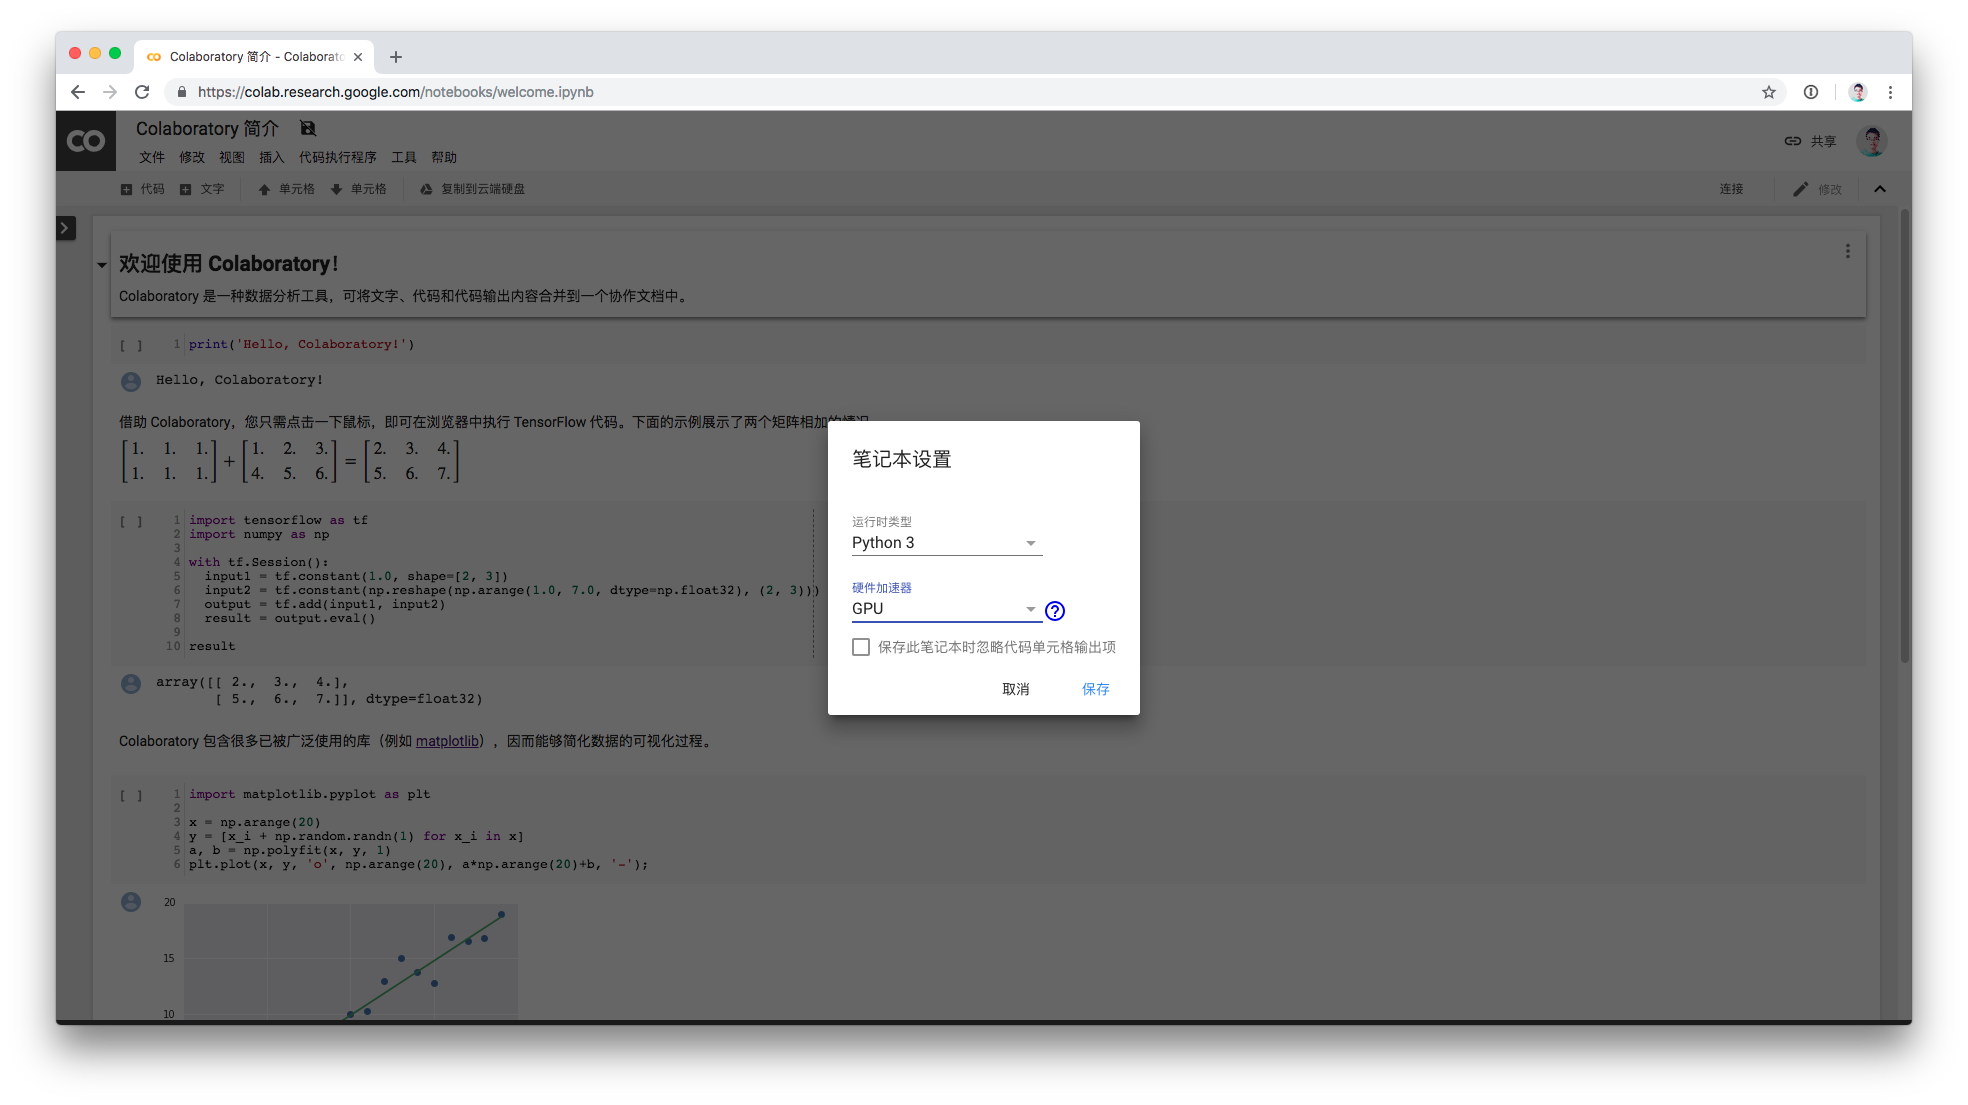 Colaboratory 简介 - Colaborato
https://colab.research.google.com/notebooks/welcome.ipynb
CO
Colaboratory 简介
共享
文件 修改 视图 插入 代码执行程序 工具 帮助
代码 文字 单元格 单元格 复制到云端硬盘 连接 修改
欢迎使用 Colaboratory!
Colaboratory 是一种数据分析工具，可将文字、代码和代码输出内容合并到一个协作文档中。
[ ] 1 print('Hello, Colaboratory!')
Hello, Colaboratory!
借助 Colaboratory，您只需点击一下鼠标，即可在浏览器中执行 TensorFlow 代码。下面的示例展示了两个矩阵相加的情况
[1. 1. 1.] + [1. 2. 3.] = [2. 3. 4.]
[1. 1. 1.] [4. 5. 6.] [5. 6. 7.]
[ ] 1 import tensorflow as tf
2 import numpy as np
3
4 with tf.Session():
5 input1 = tf.constant(1.0, shape=[2, 3])
6 input2 = tf.constant(np.reshape(np.arange(1.0, 7.0, dtype=np.float32), (2, 3)))
7 output = tf.add(input1, input2)
8 result = output.eval()
9
10 result
array([[ 2., 3., 4.],
[ 5., 6., 7.]], dtype=float32)
Colaboratory 包含很多已被广泛使用的库（例如 matplotlib），因而能够简化数据的可视化过程。
[ ] 1 import matplotlib.pyplot as plt
2
3 x = np.arange(20)
4 y = [x_i + np.random.randn(1) for x_i in x]
5 a, b = np.polyfit(x, y, 1)
6 plt.plot(x, y, 'o', np.arange(20), a*np.arange(20)+b, '-');
20
15
10
笔记本设置
运行时类型
Python 3
硬件加速器
GPU
保存此笔记本时忽略代码单元格输出项
取消 保存